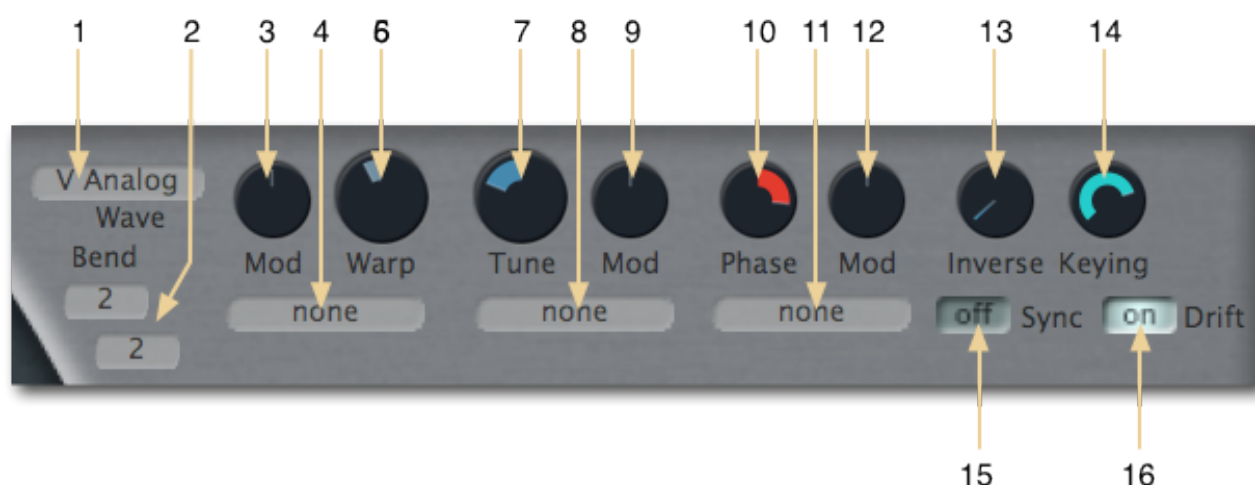 1 2 3 4 6 7 8 9 10 11 12 13 14
V Analog
Wave
Bend
Mod Warp Tune Mod Phase Mod Inverse Keying
2 none none none off Sync on Drift
2
15 16